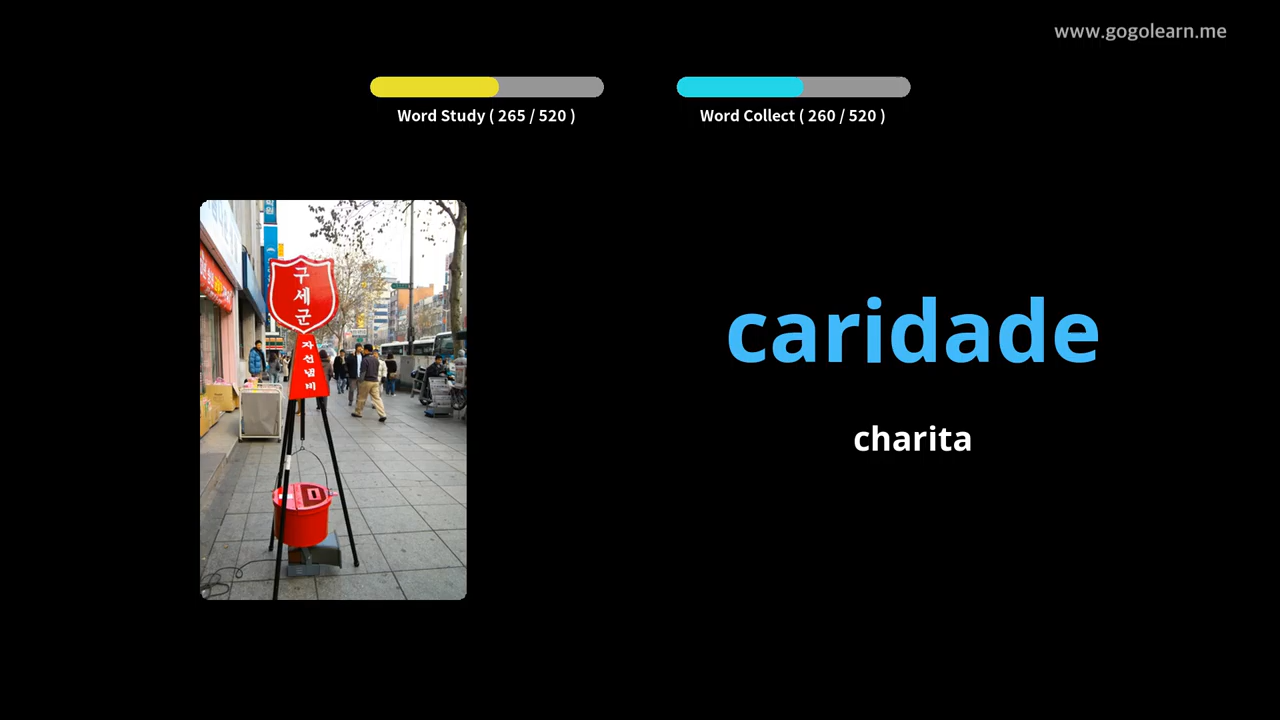 www.gogolearn.me
Word Study ( 265 / 520 )
Word Collect ( 260 / 520 )
구
세
군
자
선
냄
비
caridade
charita